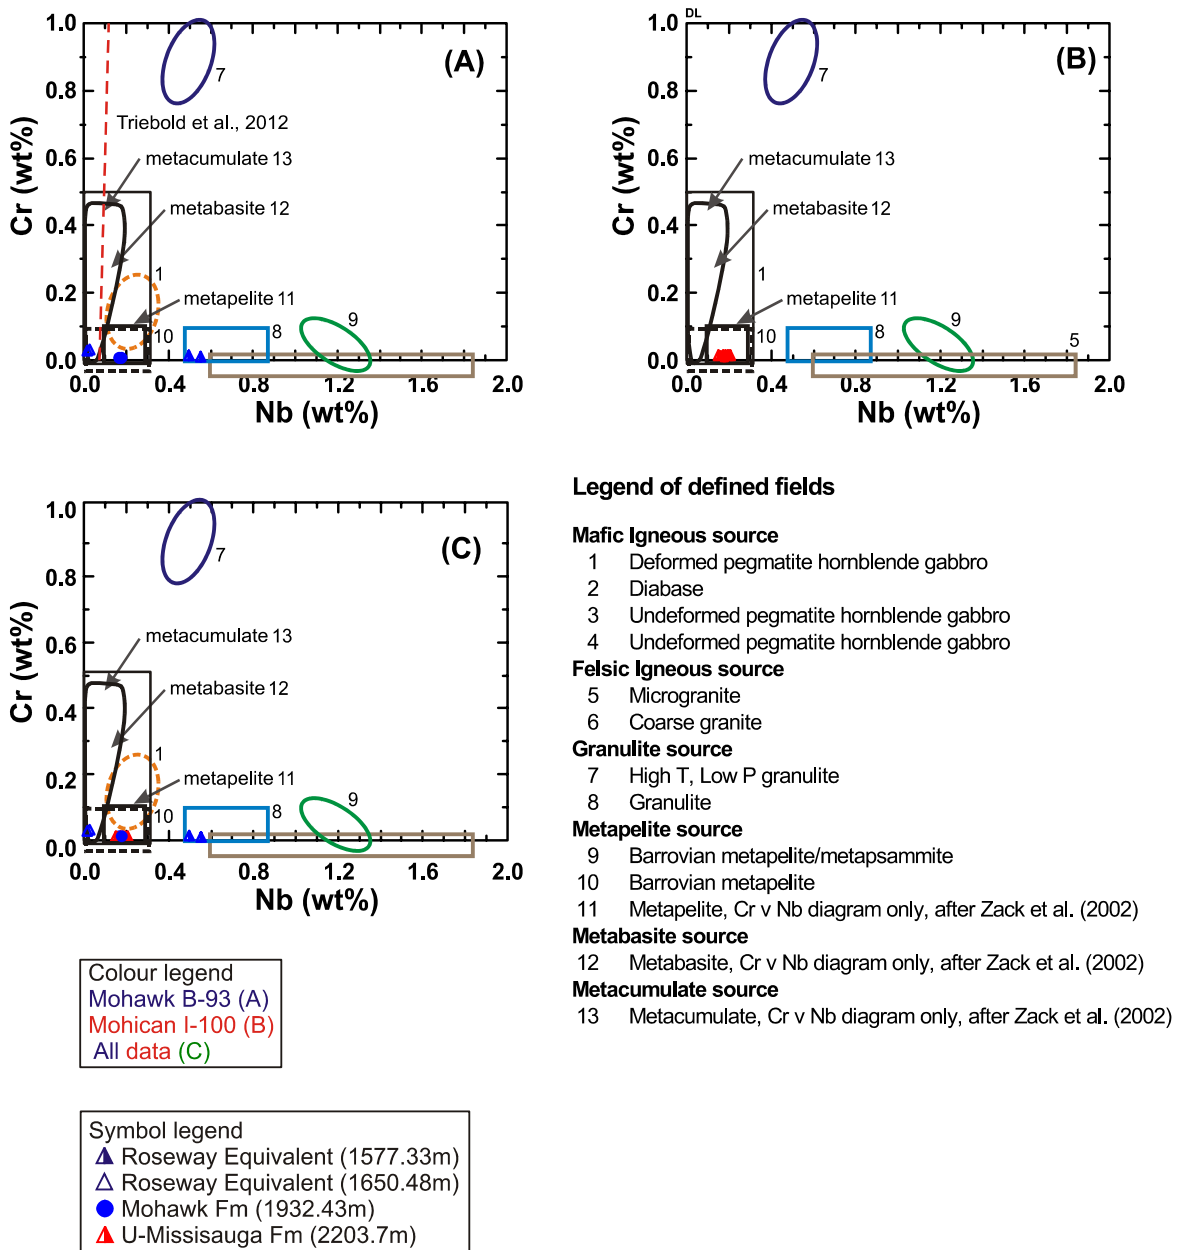 1.0
0.8
0.6
0.4
0.2
0.0
Cr (wt%)
(A)
7
Triebold et al., 2012
metacumulate 13
metabasite 12
1
metapelite 11
10
8
9
0.0 0.4 0.8 1.2 1.6 2.0
Nb (wt%)
DL
1.0
0.8
0.6
0.4
0.2
0.0
Cr (wt%)
(B)
7
metacumulate 13
metabasite 12
1
metapelite 11
10
8
9
5
0.0 0.4 0.8 1.2 1.6 2.0
Nb (wt%)
1.0
0.8
0.6
0.4
0.2
0.0
Cr (wt%)
(C)
7
metacumulate 13
metabasite 12
1
metapelite 11
10
8
9
0.0 0.4 0.8 1.2 1.6 2.0
Nb (wt%)
Legend of defined fields
Mafic Igneous source
1 Deformed pegmatite hornblende gabbro
2 Diabase
3 Undeformed pegmatite hornblende gabbro
4 Undeformed pegmatite hornblende gabbro
Felsic Igneous source
5 Microgranite
6 Coarse granite
Granulite source
7 High T, Low P granulite
8 Granulite
Metapelite source
9 Barrovian metapelite/metapsammite
10 Barrovian metapelite
11 Metapelite, Cr v Nb diagram only, after Zack et al. (2002)
Metabasite source
12 Metabasite, Cr v Nb diagram only, after Zack et al. (2002)
Metacumulate source
13 Metacumulate, Cr v Nb diagram only, after Zack et al. (2002)
Colour legend
Mohawk B-93 (A)
Mohican I-100 (B)
All data (C)
Symbol legend
Roseway Equivalent (1577.33m)
Roseway Equivalent (1650.48m)
Mohawk Fm (1932.43m)
U-Missisauga Fm (2203.7m)